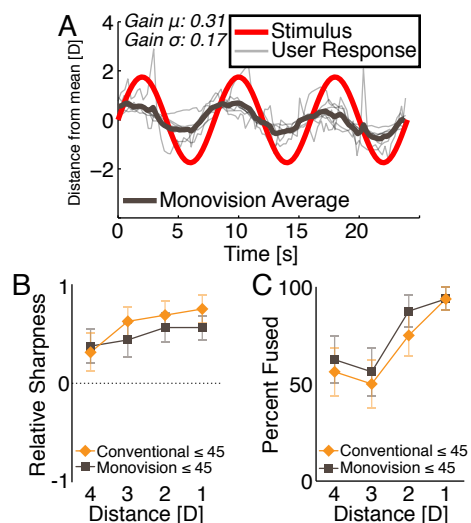 A
Gain μ: 0.31
Gain σ: 0.17
Stimulus
User Response
Distance from mean [D]
4
2
0
−2
Monovision Average
0
5
10
15
20
Time [s]
B
Relative Sharpness
1
0
-1
Conventional ≤ 45
Monovision ≤ 45
4 3 2 1
Distance [D]
C
Percent Fused
100
50
0
Conventional ≤ 45
Monovision ≤ 45
4 3 2 1
Distance [D]